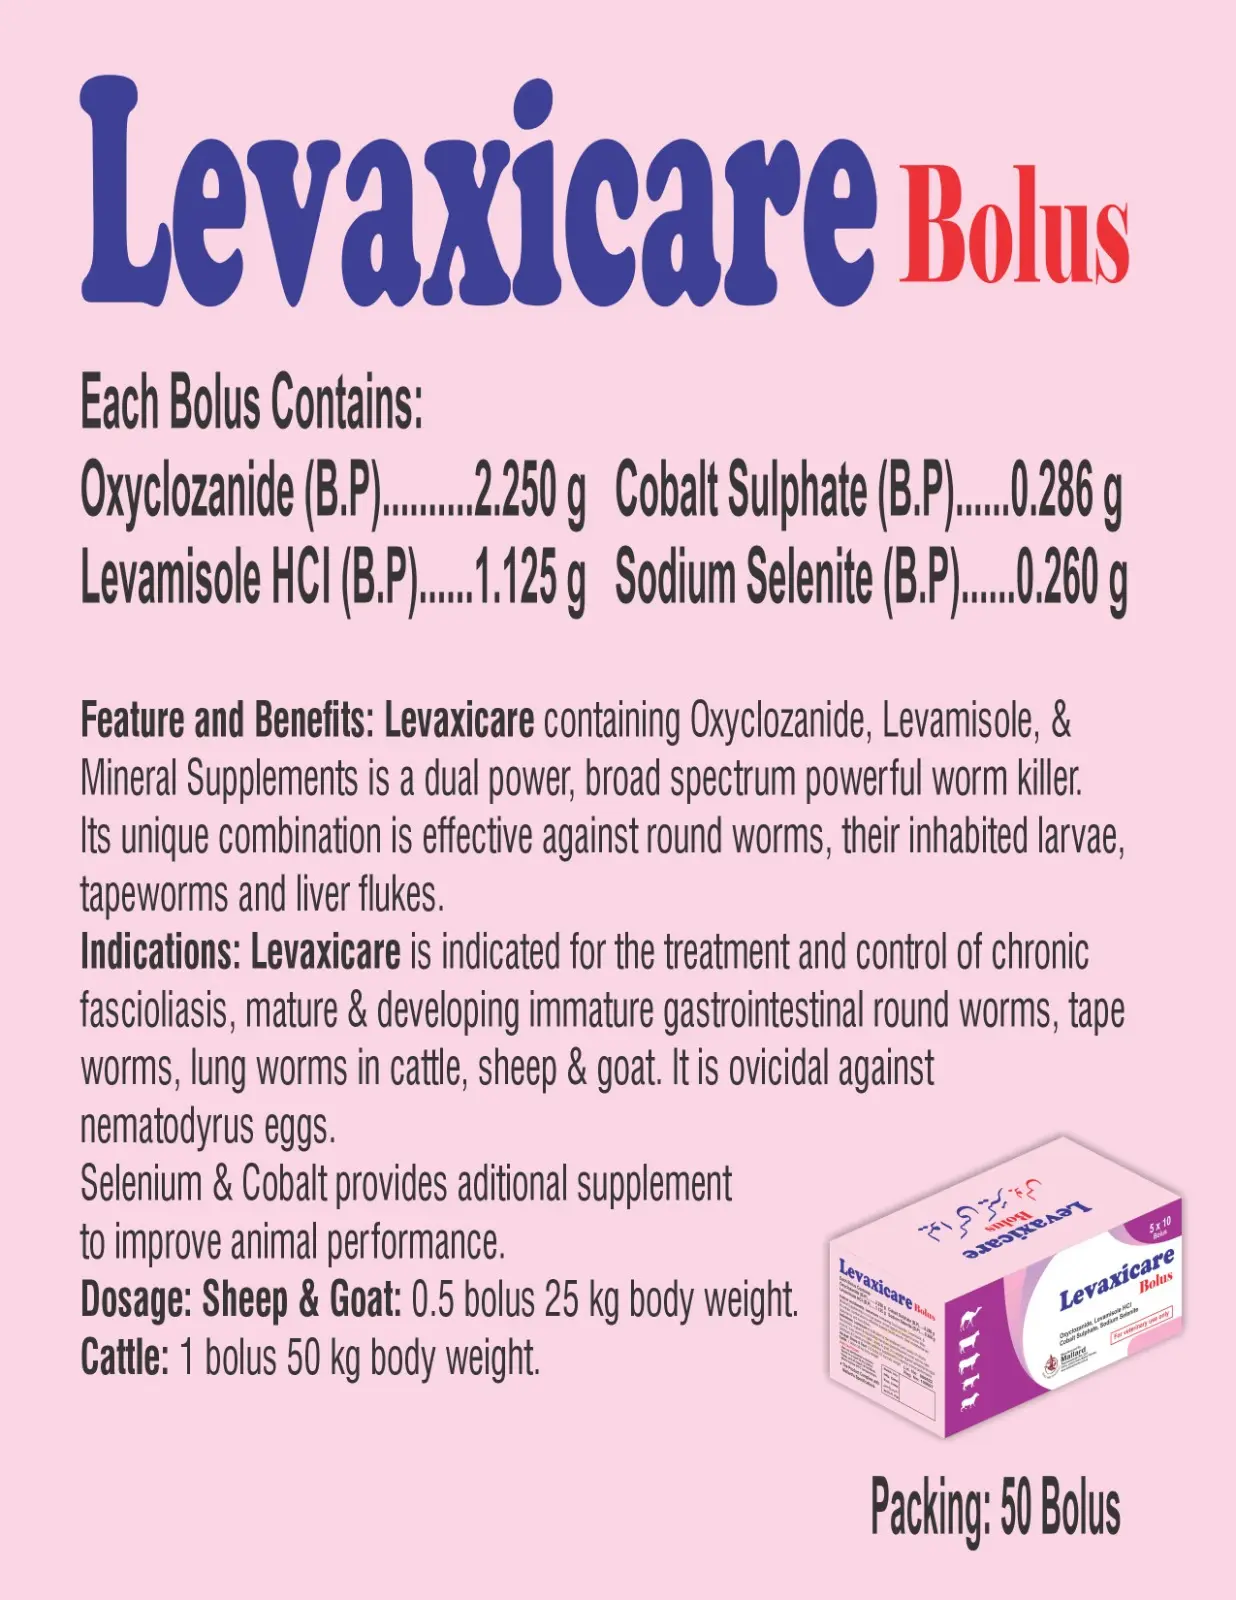 Levaxicare Bolus
Each Bolus Contains:
Oxyclozanide (B.P)..........2.250 g Cobalt Sulphate (B.P)......0.286 g
Levamisole HCl (B.P)......1.125 g Sodium Selenite (B.P)......0.260 g
Feature and Benefits: Levaxicare containing Oxyclozanide, Levamisole, &
Mineral Supplements is a dual power, broad spectrum powerful worm killer.
Its unique combination is effective against round worms, their inhabited larvae,
tapeworms and liver flukes.
Indications: Levaxicare is indicated for the treatment and control of chronic
fascioliasis, mature & developing immature gastrointestinal round worms, tape
worms, lung worms in cattle, sheep & goat. It is ovicidal against
nematodyrus eggs.
Selenium & Cobalt provides aditional supplement
to improve animal performance.
Dosage: Sheep & Goat: 0.5 bolus 25 kg body weight.
Cattle: 1 bolus 50 kg body weight.
Levaxicare
Bolus
5 x 10
Bolus
Levaxicare
Bolus
Oxyclozanide, Levamisole HCl
Cobalt Sulphate, Sodium Selenite
For veterinary use only
Mallard
Levaxicare Bolus
Packing: 50 Bolus